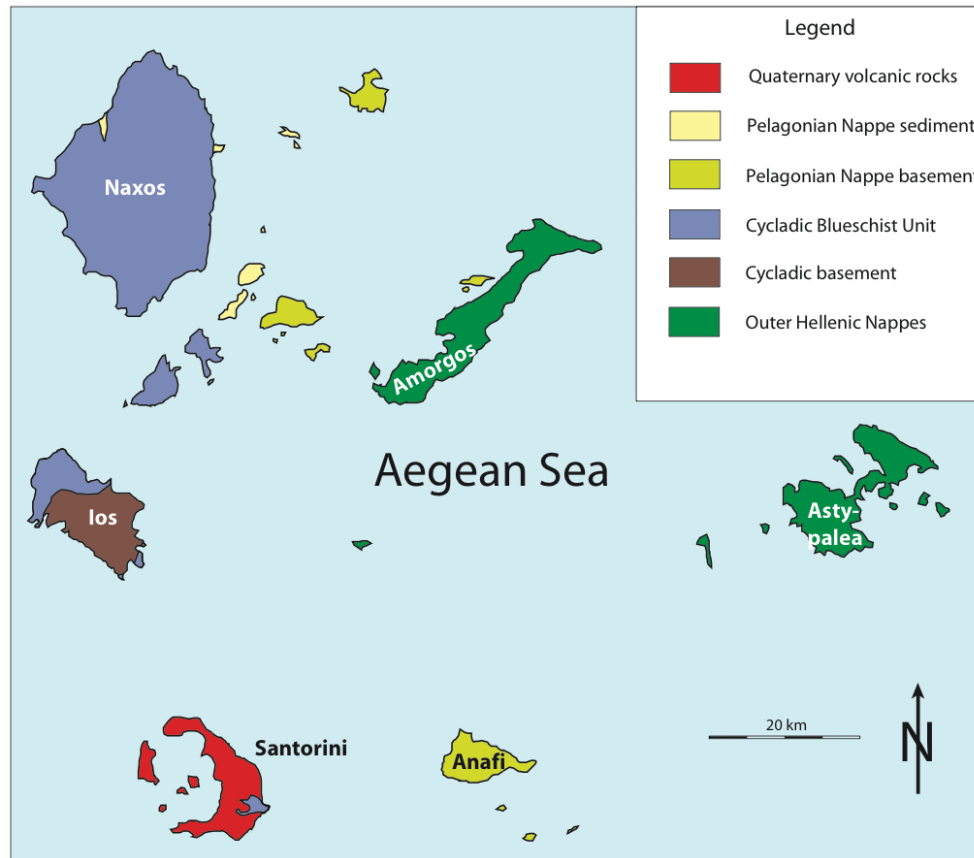 Legend
Quaternary volcanic rocks
Pelagonian Nappe sediment
Pelagonian Nappe basement
Cycladic Blueschist Unit
Cycladic basement
Outer Hellenic Nappes
Naxos
Amorgos
Aegean Sea
Ios
Asty-
palea
Santorini
Anafi
20 km
N